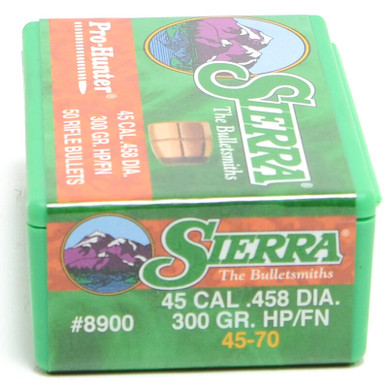 Pro-Hunter®
45 CAL. .458 DIA.
300 GR. HP/FN
50 RIFLE BULLETS
SIERRA®
The Bulletsmiths
SIERRA®
The Bulletsmiths
#8900
45 CAL .458 DIA.
300 GR. HP/FN
45-70